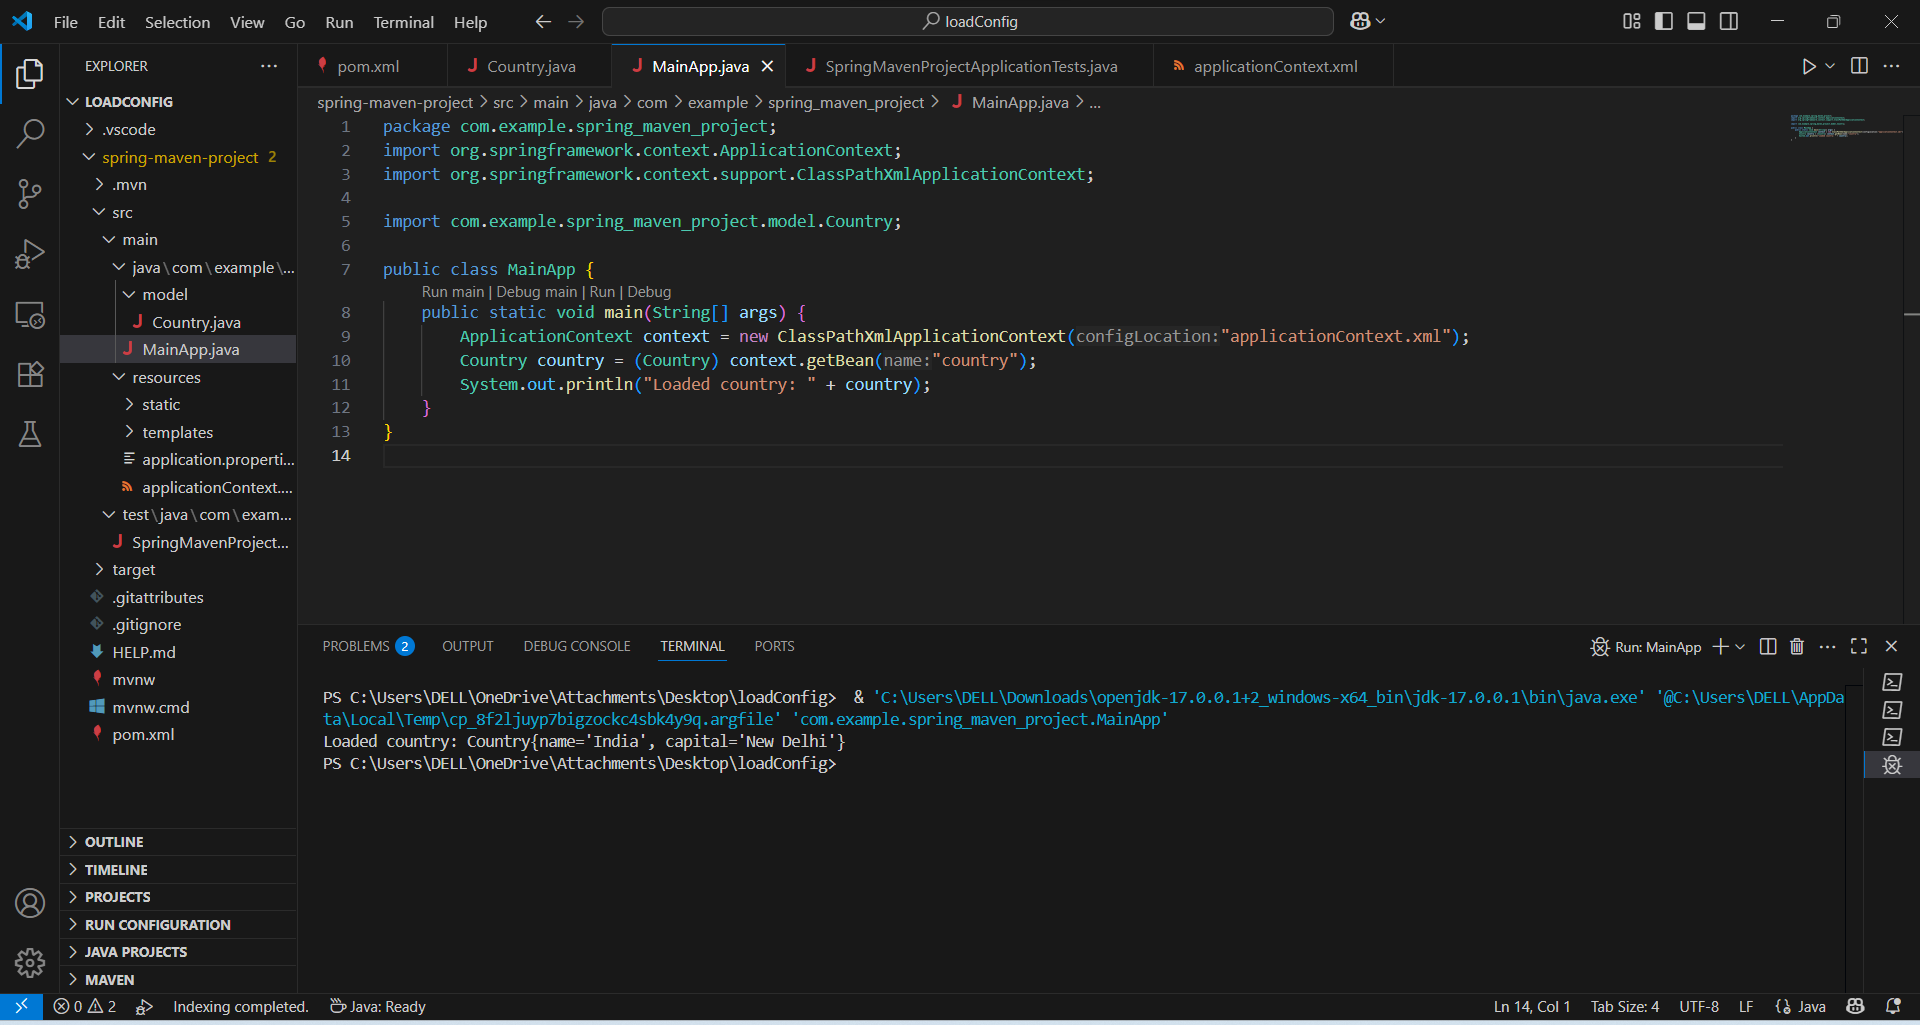 File Edit Selection View Go Run Terminal Help
loadConfig
EXPLORER
LOADCONFIG
.vscode
spring-maven-project 2
.mvn
src
main
java\com\example\...
model
Country.java
MainApp.java
resources
static
templates
application.properti...
applicationContext....
test\java\com\exam...
SpringMavenProject...
target
.gitattributes
.gitignore
HELP.md
mvnw
mvnw.cmd
pom.xml
OUTLINE
TIMELINE
PROJECTS
RUN CONFIGURATION
JAVA PROJECTS
MAVEN
pom.xml Country.java MainApp.java SpringMavenProjectApplicationTests.java applicationContext.xml
spring-maven-project > src > main > java > com > example > spring_maven_project > MainApp.java > ...
1 package com.example.spring_maven_project;
2 import org.springframework.context.ApplicationContext;
3 import org.springframework.context.support.ClassPathXmlApplicationContext;
4
5 import com.example.spring_maven_project.model.Country;
6
7 public class MainApp {
Run main | Debug main | Run | Debug
8 public static void main(String[] args) {
9 ApplicationContext context = new ClassPathXmlApplicationContext(configLocation:"applicationContext.xml");
10 Country country = (Country) context.getBean(name:"country");
11 System.out.println("Loaded country: " + country);
12 }
13 }
14
PROBLEMS 2 OUTPUT DEBUG CONSOLE TERMINAL PORTS
Run: MainApp
PS C:\Users\DELL\OneDrive\Attachments\Desktop\loadConfig> & 'C:\Users\DELL\Downloads\openjdk-17.0.0.1+2_windows-x64_bin\jdk-17.0.0.1\bin\java.exe' '@C:\Users\DELL\AppDa
ta\Local\Temp\cp_8f2ljuyp7bigzockc4sbk4y9q.argfile' 'com.example.spring_maven_project.MainApp'
Loaded country: Country{name='India', capital='New Delhi'}
PS C:\Users\DELL\OneDrive\Attachments\Desktop\loadConfig>
0 2 Indexing completed. Java: Ready
Ln 14, Col 1 Tab Size: 4 UTF-8 LF {} Java